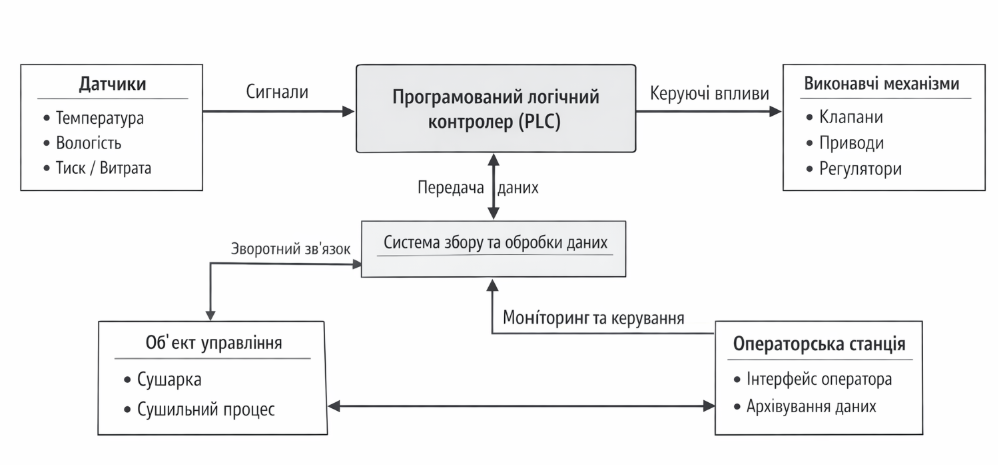 Датчики
• Температура
• Вологість
• Тиск / Витрата
Сигнали
Програмований логічний
контролер (PLC)
Керуючі впливи
Виконавчі механізми
• Клапани
• Приводи
• Регулятори
Передача даних
Система збору та обробки даних
Зворотний зв'язок
Моніторинг та керування
Об'єкт управління
• Сушарка
• Сушильний процес
Операторська станція
• Інтерфейс оператора
• Архівування даних